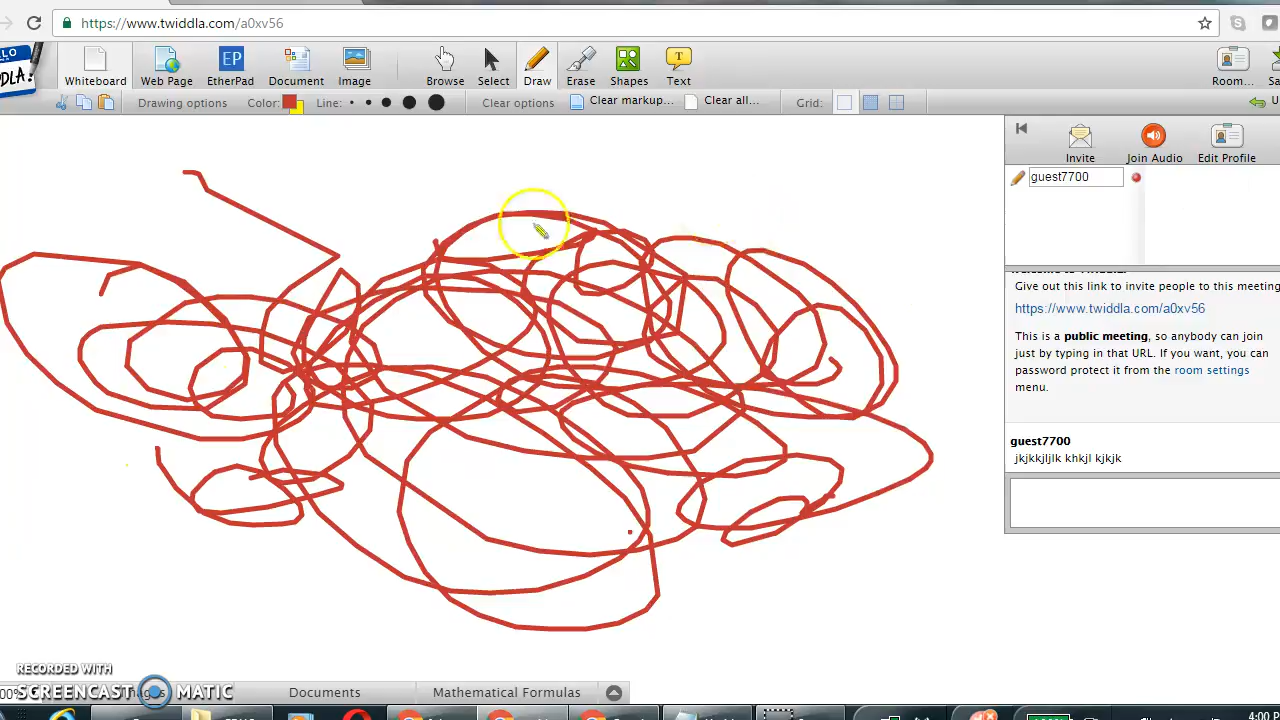 https://www.twiddla.com/a0xv56
Whiteboard Web Page EtherPad Document Image Browse Select Draw Erase Shapes Text Room...
EP
Drawing options Color: Line: Clear options Clear markup... Clear all... Grid:
Invite Join Audio Edit Profile
guest7700
Give out this link to invite people to this meeting
https://www.twiddla.com/a0xv56
This is a public meeting, so anybody can join
just by typing in that URL. If you want, you can
password protect it from the room settings
menu.
guest7700
jkjkkjljlk khkjl kjkjk
RECORDED WITH
SCREENCAST MATIC
Documents Mathematical Formulas